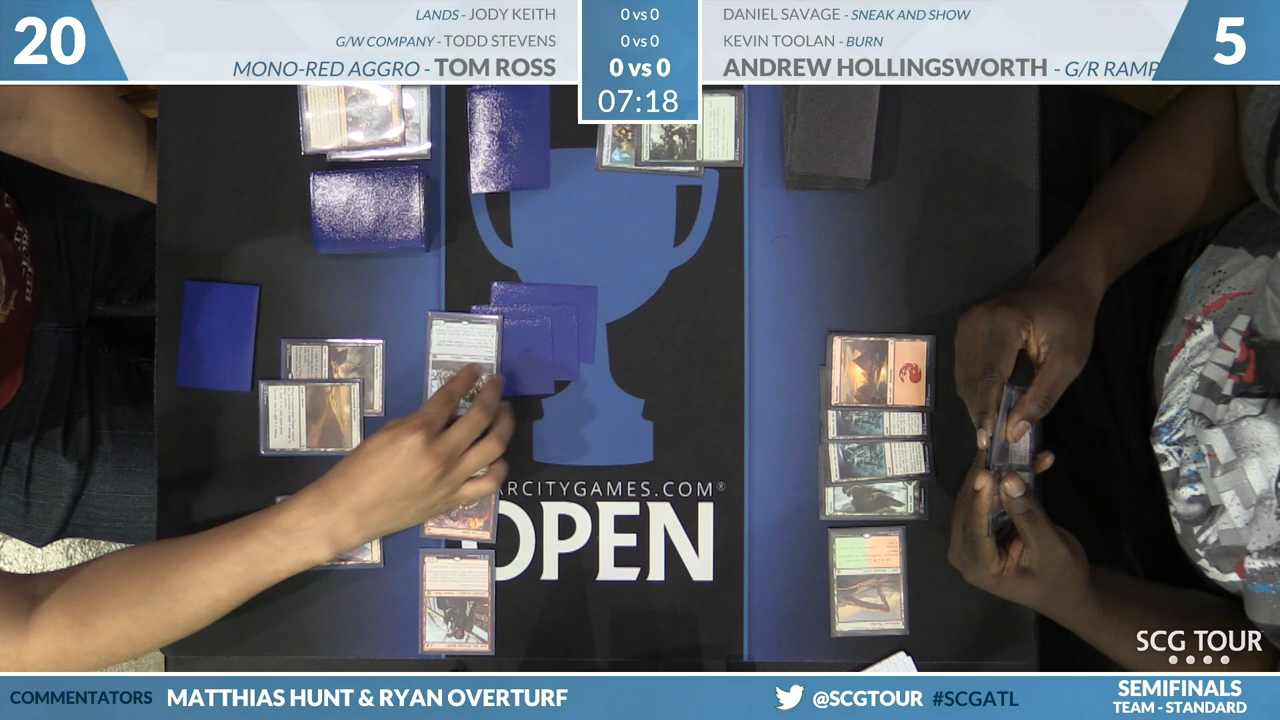 20
LANDS - JODY KEITH
G/W COMPANY - TODD STEVENS
MONO-RED AGGRO - TOM ROSS
0 vs 0
0 vs 0
0 vs 0
07:18
DANIEL SAVAGE - SNEAK AND SHOW
KEVIN TOOLAN - BURN
ANDREW HOLLINGSWORTH - G/R RAMP
5
ARCITYGAMES.COM®
OPEN
SCG TOUR
COMMENTATORS MATTHIAS HUNT & RYAN OVERTURF
@SCGTOUR #SCGATL
SEMIFINALS
TEAM - STANDARD